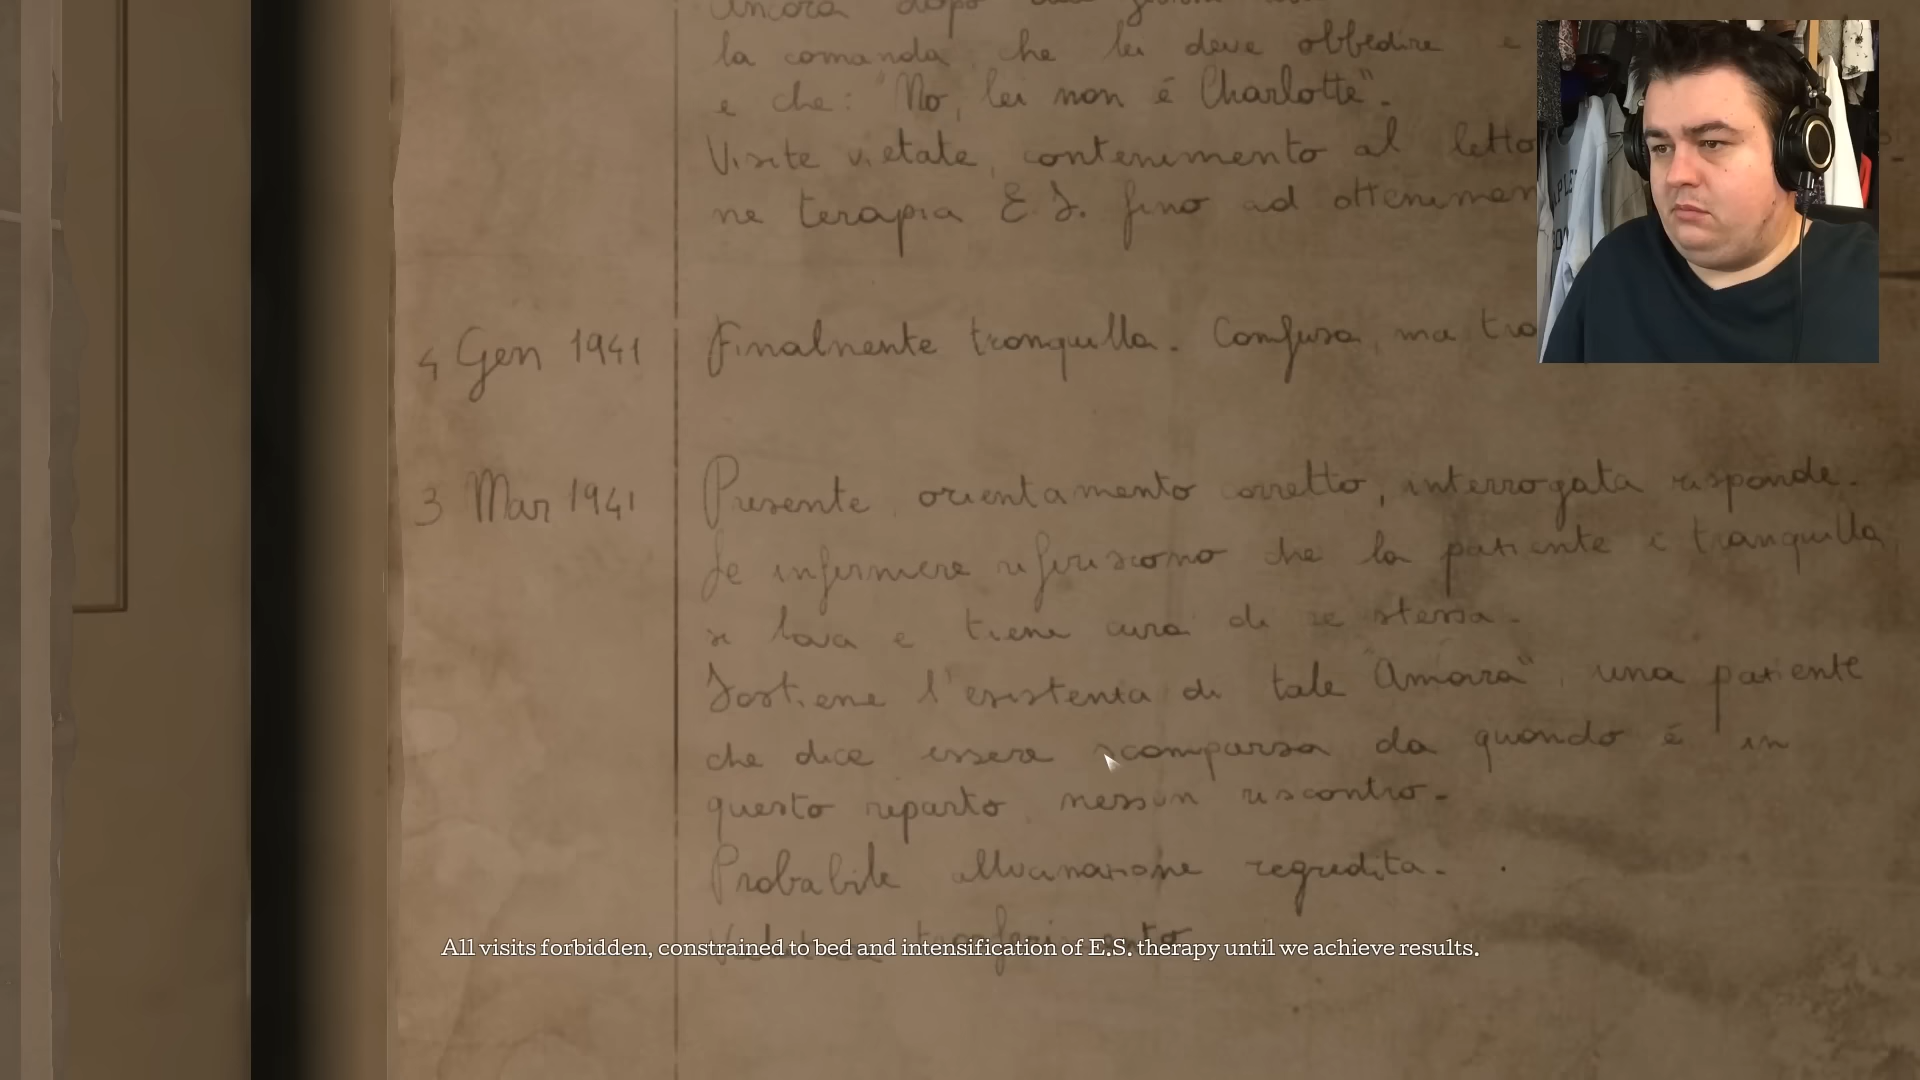 ancora dopo
la comanda, che lei deve obbedire e
e che: "No, lei non é Charlotte".
Visite vietate, contenimento al letto
ne terapia E.S. fino ad ottenimen
4 Gen 1941 Finalnente tranquilla. Confusa, ma tra
3 Mar 1941 Presente, orientamento corretto, interrogata risponde.
Le infermiere riferiscono che la paziente è tranquilla,
si lava e tiene cura di se stessa.
Sostiene l'esistenza di tale "Amara", una paziente
che dice essere scomparsa da quando é in
questo reparto, nessun riscontro.
Probabile allucinazione regredita.
All visits forbidden, constrained to bed and intensification of E.S. therapy until we achieve results.